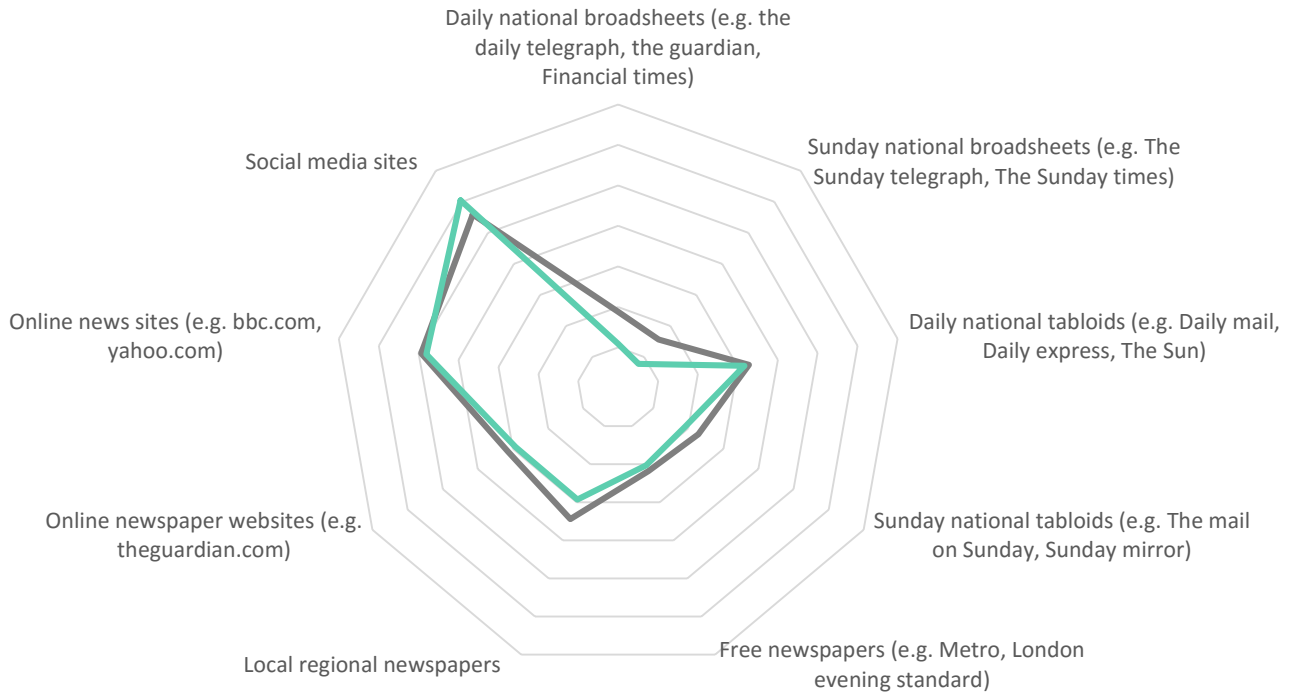 Daily national broadsheets (e.g. the
daily telegraph, the guardian,
Financial times)
Sunday national broadsheets (e.g. The
Sunday telegraph, The Sunday times)
Daily national tabloids (e.g. Daily mail,
Daily express, The Sun)
Sunday national tabloids (e.g. The mail
on Sunday, Sunday mirror)
Free newspapers (e.g. Metro, London
evening standard)
Local regional newspapers
Online newspaper websites (e.g.
theguardian.com)
Online news sites (e.g. bbc.com,
yahoo.com)
Social media sites